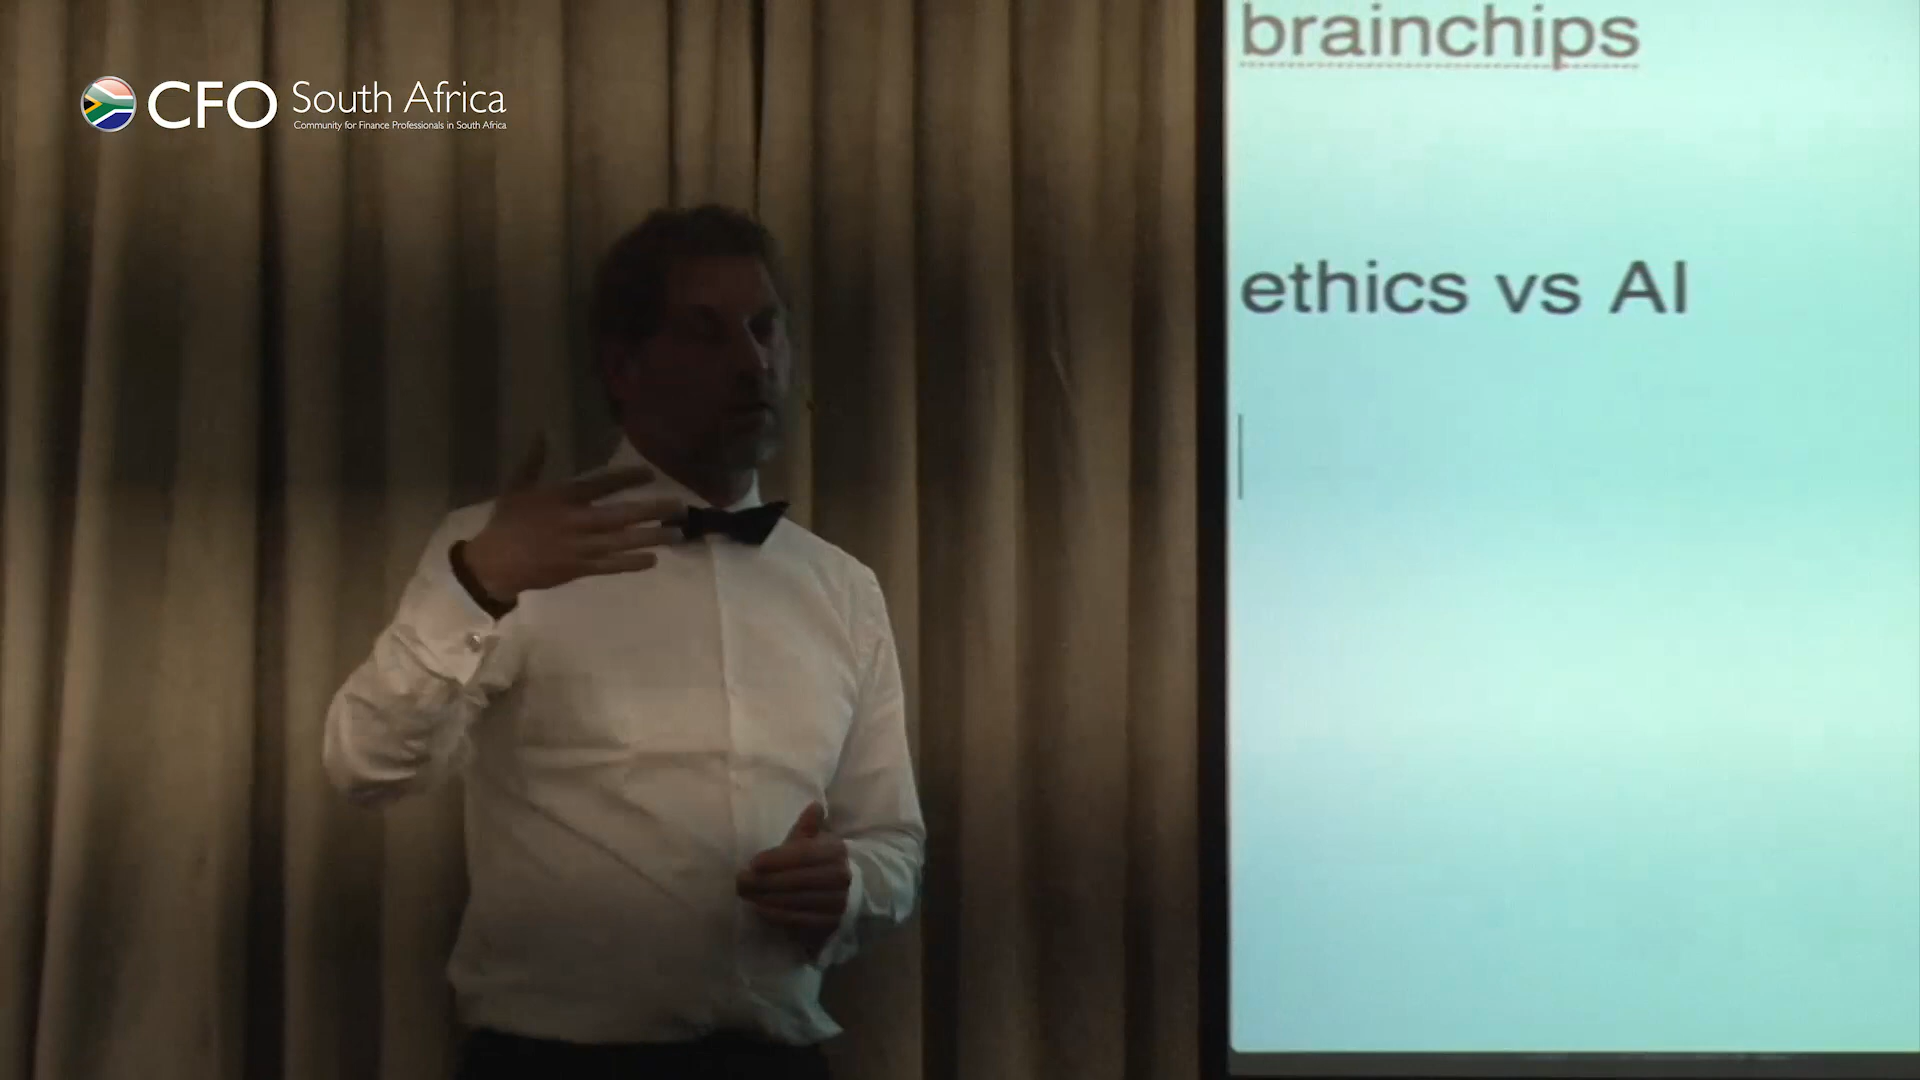 CFO South Africa
Community for Finance Professionals in South Africa
brainchips
ethics vs AI